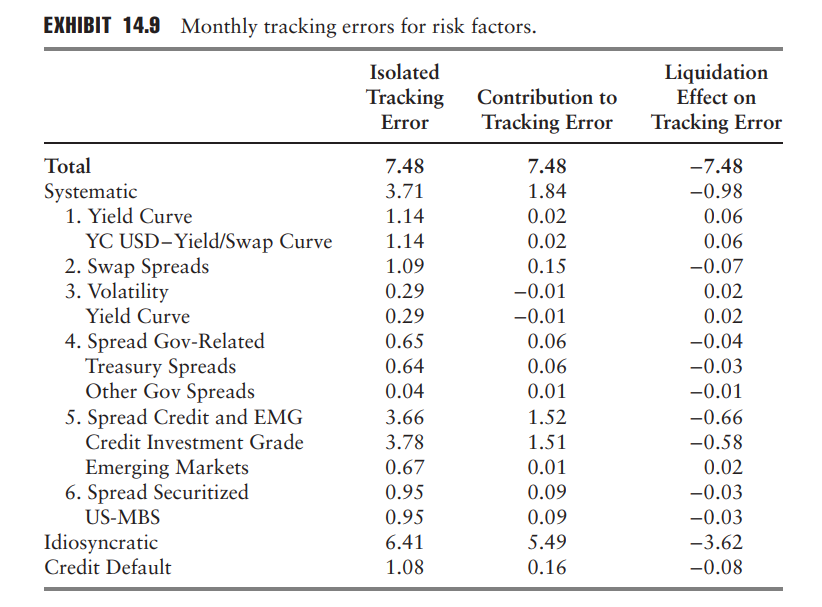 EXHIBIT 14.9 Monthly tracking errors for risk factors.
Isolated Tracking Error Contribution to Tracking Error Liquidation Effect on Tracking Error
Total 7.48 7.48 −7.48
Systematic 3.71 1.84 −0.98
1. Yield Curve 1.14 0.02 0.06
YC USD–Yield/Swap Curve 1.14 0.02 0.06
2. Swap Spreads 1.09 0.15 −0.07
3. Volatility 0.29 −0.01 0.02
Yield Curve 0.29 −0.01 0.02
4. Spread Gov-Related 0.65 0.06 −0.04
Treasury Spreads 0.64 0.06 −0.03
Other Gov Spreads 0.04 0.01 −0.01
5. Spread Credit and EMG 3.66 1.52 −0.66
Credit Investment Grade 3.78 1.51 −0.58
Emerging Markets 0.67 0.01 0.02
6. Spread Securitized 0.95 0.09 −0.03
US-MBS 0.95 0.09 −0.03
Idiosyncratic 6.41 5.49 −3.62
Credit Default 1.08 0.16 −0.08